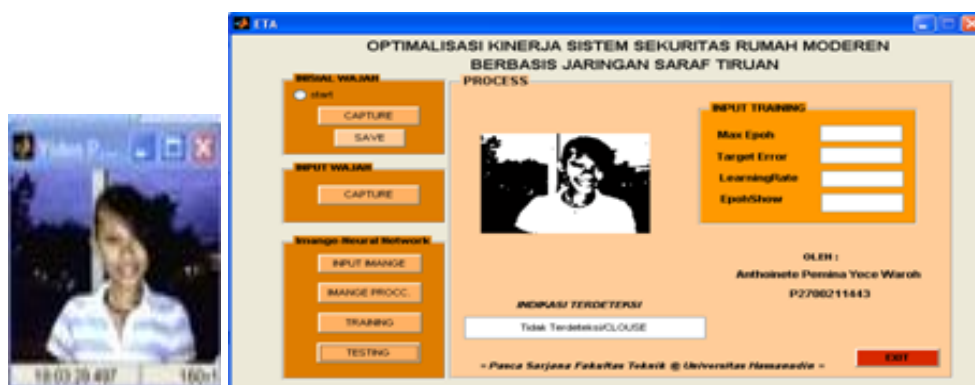 Video P...
18:03:28.497 160x1
ETA
OPTIMALISASI KINERJA SISTEM SEKURITAS RUMAH MODEREN
BERBASIS JARINGAN SARAF TIRUAN
INISIAL WAJAH
start
CAPTURE
SAVE
INPUT WAJAH
CAPTURE
Imange Neural Network
INPUT IMANGE
IMANGE PROCC.
TRAINING
TESTING
PROCESS
INPUT TRAINING
Max Epoh
Target Error
LearningRate
EpohShow
OLEH :
Anthoinete Pemina Yoce Waroh
P2700211443
INDIKASI TERDETEKSI
Tidak Terdeteksi/CLOUSE
EXIT
~ Pasca Sarjana Fakultas Teknik @ Universitas Hasanudin ~